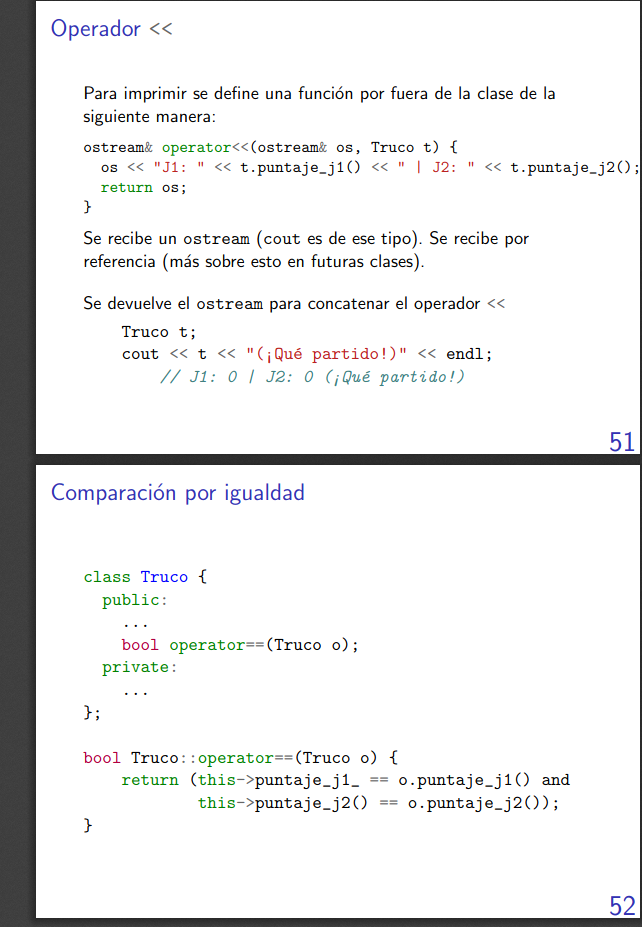 Operador <<
Para imprimir se define una función por fuera de la clase de la
siguiente manera:
ostream& operator<<(ostream& os, Truco t) {
os << "J1: " << t.puntaje_j1() << " | J2: " << t.puntaje_j2();
return os;
}
Se recibe un ostream (cout es de ese tipo). Se recibe por
referencia (más sobre esto en futuras clases).
Se devuelve el ostream para concatenar el operador <<
Truco t;
cout << t << "(¡Qué partido!)" << endl;
// J1: 0 | J2: 0 (¡Qué partido!)
51
Comparación por igualdad
class Truco {
public:
...
bool operator==(Truco o);
private:
...
};
bool Truco::operator==(Truco o) {
return (this->puntaje_j1_ == o.puntaje_j1() and
this->puntaje_j2() == o.puntaje_j2());
}
52